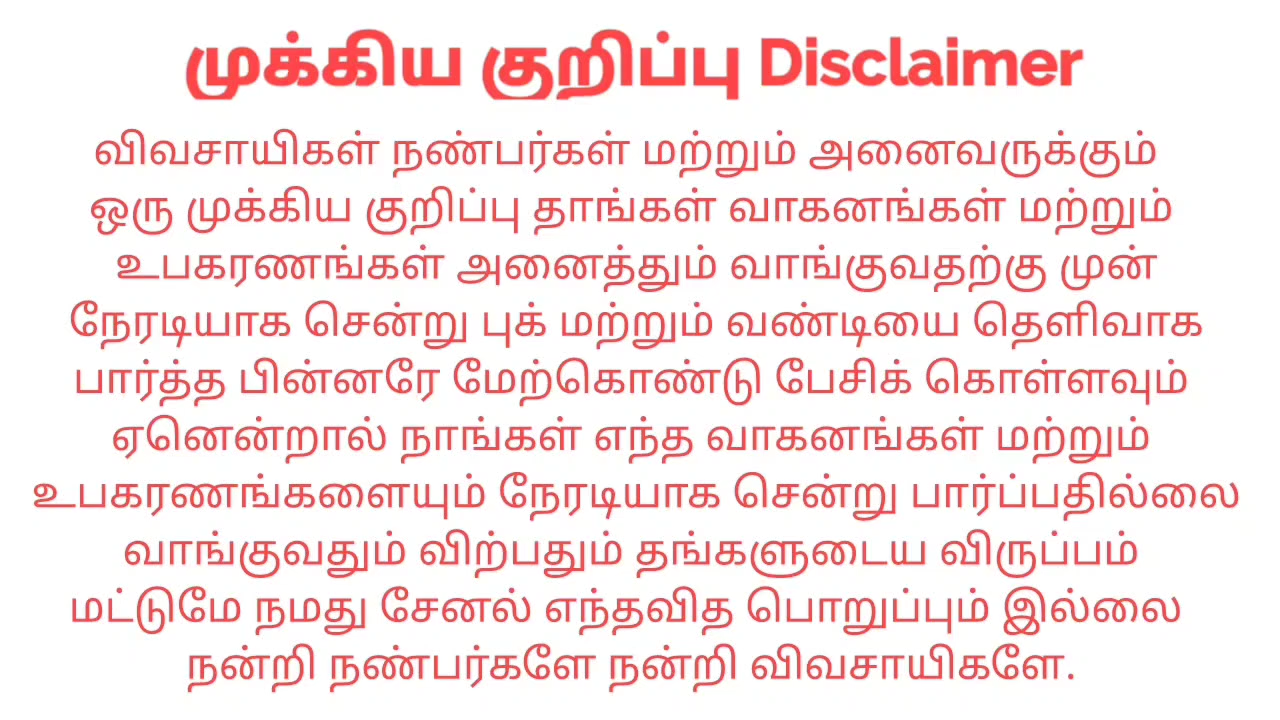 முக்கிய குறிப்பு Disclaimer
விவசாயிகள் நண்பர்கள் மற்றும் அனைவருக்கும்
ஒரு முக்கிய குறிப்பு தாங்கள் வாகனங்கள் மற்றும்
உபகரணங்கள் அனைத்தும் வாங்குவதற்கு முன்
நேரடியாக சென்று புக் மற்றும் வண்டியை தெளிவாக
பார்த்த பின்னரே மேற்கொண்டு பேசிக் கொள்ளவும்
ஏனென்றால் நாங்கள் எந்த வாகனங்கள் மற்றும்
உபகரணங்களையும் நேரடியாக சென்று பார்ப்பதில்லை
வாங்குவதும் விற்பதும் தங்களுடைய விருப்பம்
மட்டுமே நமது சேனல் எந்தவித பொறுப்பும் இல்லை
நன்றி நண்பர்களே நன்றி விவசாயிகளே.